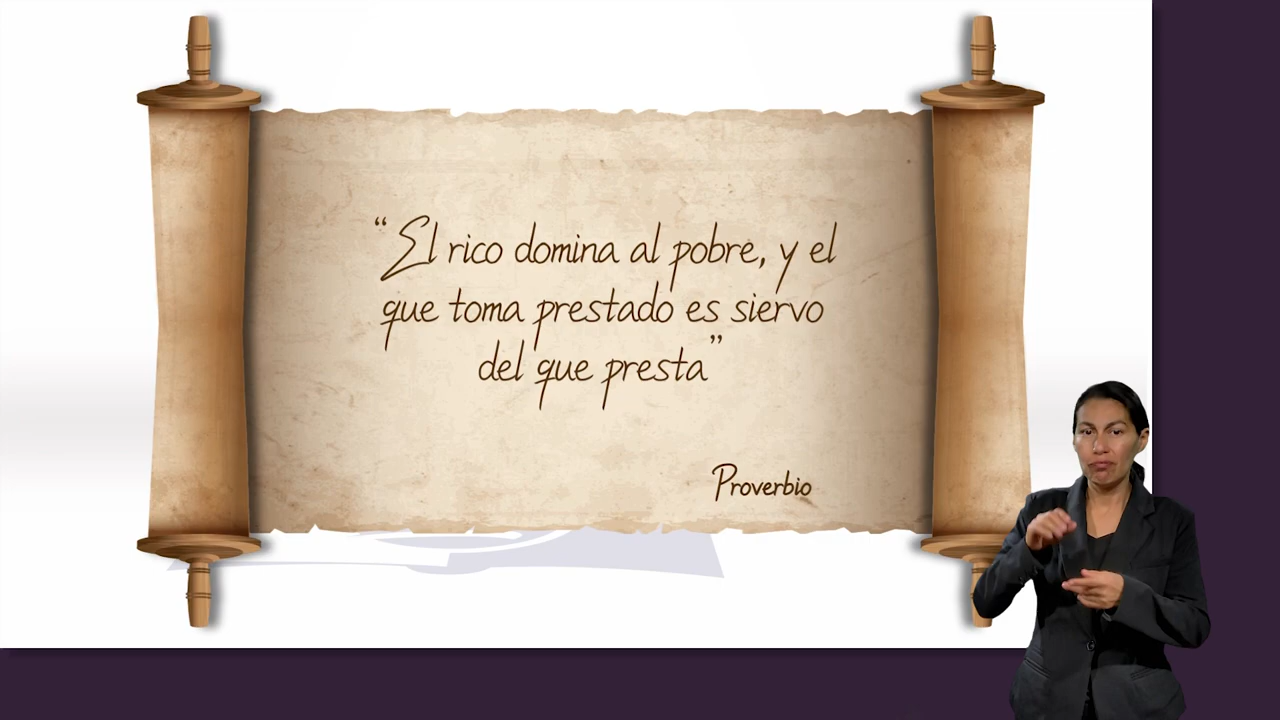 “El rico domina al pobre, y el
que toma prestado es siervo
del que presta”
Proverbio